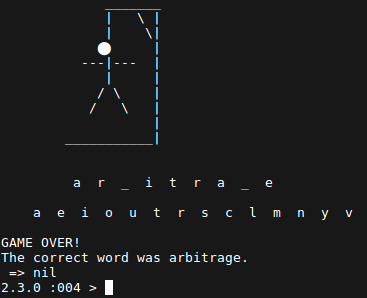 a r _ i t r a _ e
a e i o u t r s c l m n y v
GAME OVER!
The correct word was arbitrage.
=> nil
2.3.0 :004 >